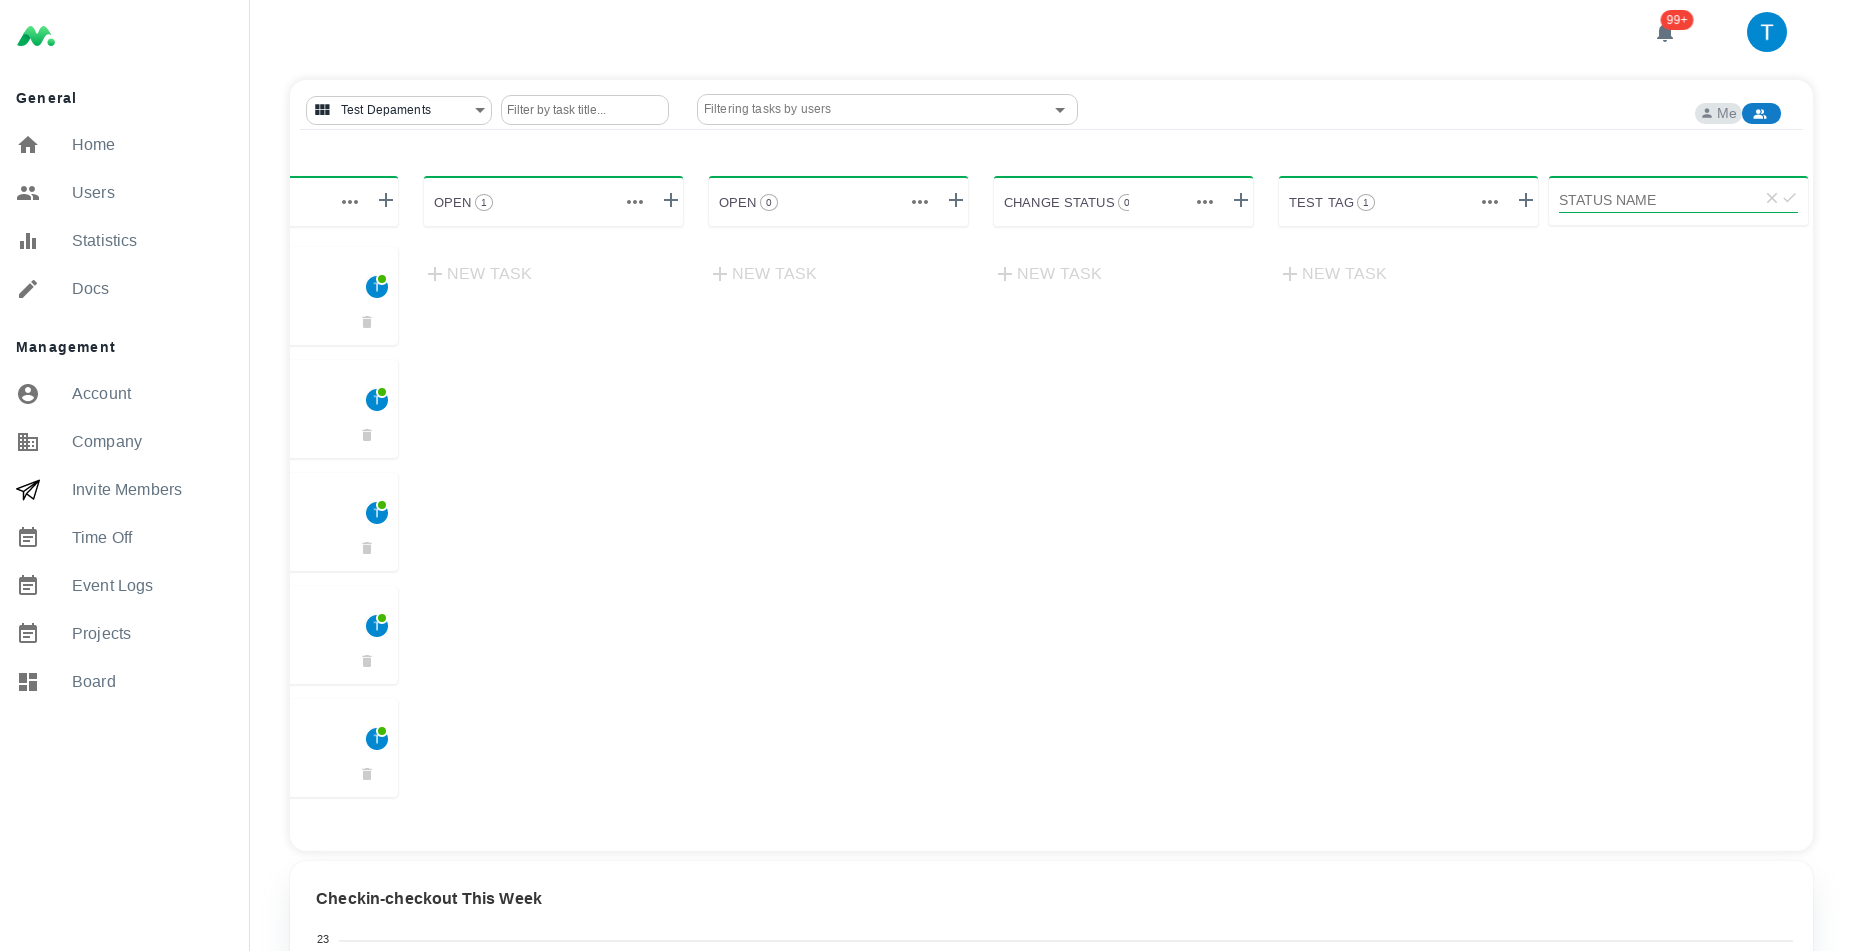 99+
T
General
Home
Users
Statistics
Docs
Management
Account
Company
Invite Members
Time Off
Event Logs
Projects
Board
Test Depaments
Filter by task title...
Filtering tasks by users
Me
OPEN 1
OPEN 0
CHANGE STATUS 0
TEST TAG 1
STATUS NAME
NEW TASK
NEW TASK
NEW TASK
NEW TASK
T
T
T
T
T
Checkin-checkout This Week
23